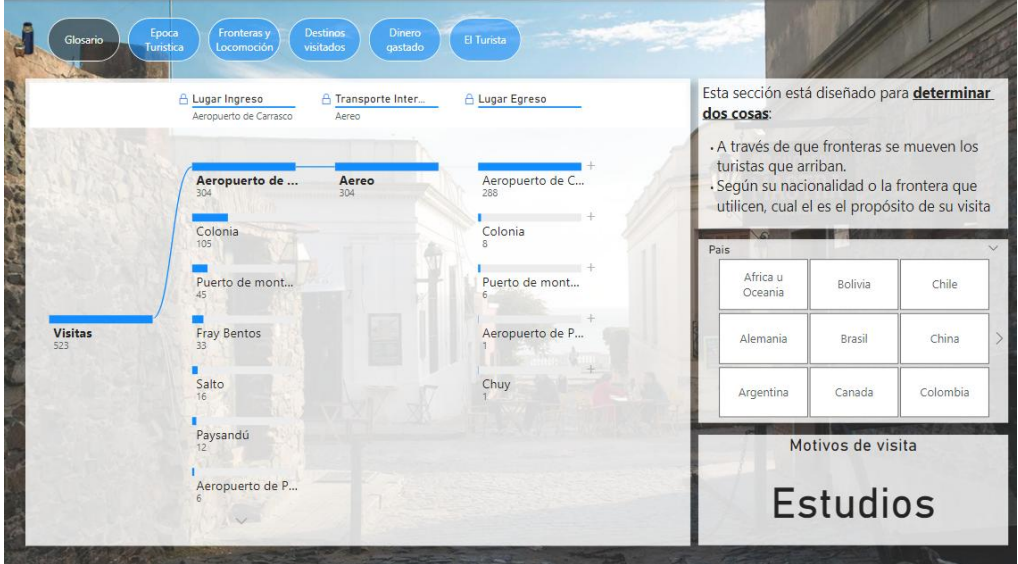 Glosario
Epoca
Turistica
Fronteras y
Locomoción
Destinos
visitados
Dinero
gastado
El Turista
Lugar Ingreso
Aeropuerto de Carrasco
Transporte Inter...
Aereo
Lugar Egreso
Visitas
523
Aeropuerto de ...
304
Colonia
105
Puerto de mont...
45
Fray Bentos
33
Salto
16
Paysandú
12
Aeropuerto de P...
6
Aereo
304
Aeropuerto de C...
288
Colonia
8
Puerto de mont...
6
Aeropuerto de P...
1
Chuy
1
Esta sección está diseñado para determinar
dos cosas:
• A través de que fronteras se mueven los
turistas que arriban.
• Según su nacionalidad o la frontera que
utilicen, cual el es el propósito de su visita
Pais
Africa u
Oceania
Bolivia
Chile
Alemania
Brasil
China
Argentina
Canada
Colombia
Motivos de visita
Estudios